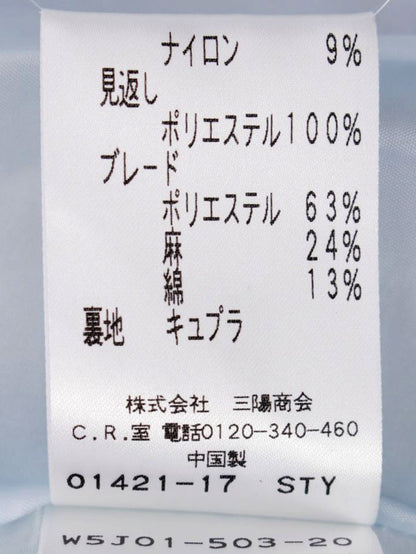 ナイロン 9%
見返し
ポリエステル100%
ブレード
ポリエステル 63%
麻 24%
綿 13%
裏地 キュプラ
株式会社 三陽商会
C.R.室 電話0120-340-460
中国製
01421-17 STY
W5J01-503-20